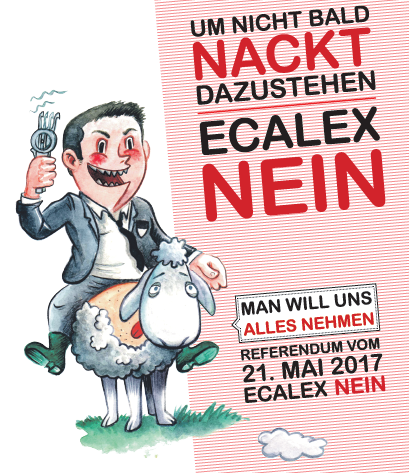 UM NICHT BALD
NACKT
DAZUSTEHEN
ECALEX
NEIN
MAN WILL UNS
ALLES NEHMEN
REFERENDUM VOM
21. MAI 2017
ECALEX NEIN